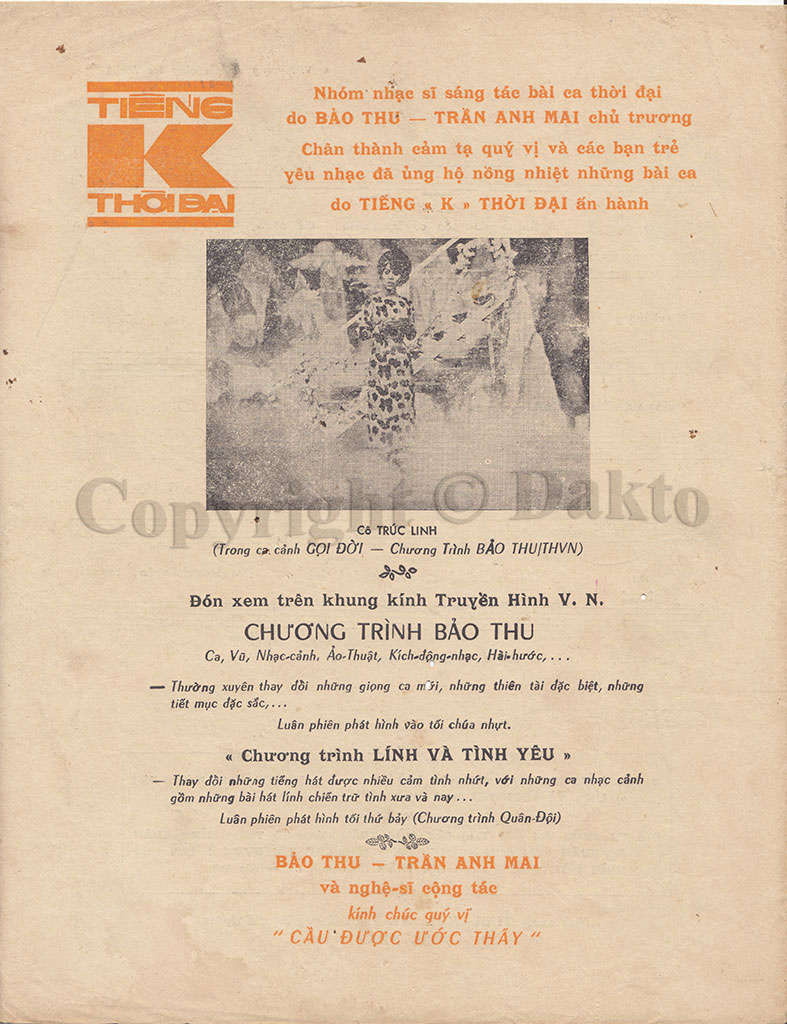 TIẾNG
K
THỜI ĐẠI
Nhóm nhạc sĩ sáng tác bài ca thời đại
do BẢO THU — TRẦN ANH MAI chủ trương
Chân thành cảm tạ quý vị và các bạn trẻ
yêu nhạc đã ủng hộ nồng nhiệt những bài ca
do TIẾNG « K » THỜI ĐẠI ấn hành
Copyright © Dakto
Cô TRÚC LINH
(Trong ca cảnh GỌI ĐỜI — Chương Trình BẢO THU/THVN)
Đón xem trên khung kính Truyền Hình V. N.
CHƯƠNG TRÌNH BẢO THU
Ca, Vũ, Nhạc-cảnh, Ảo-Thuật, Kích-động-nhạc, Hài-hước, . . .
— Thường xuyên thay đổi những giọng ca mới, những thiên tài đặc biệt, những
tiết mục đặc sắc, . . .
Luân phiên phát hình vào tối chúa nhựt.
« Chương trình LÍNH VÀ TÌNH YÊU »
— Thay đổi những tiếng hát được nhiều cảm tình nhứt, với những ca nhạc cảnh
gồm những bài hát lính chiến trữ tình xưa và nay . . .
Luân phiên phát hình tối thứ bảy (Chương trình Quân-Đội)
BẢO THU — TRẦN ANH MAI
và nghệ-sĩ cộng tác
kính chúc quý vị
" CẦU ĐƯỢC ƯỚC THẤY "